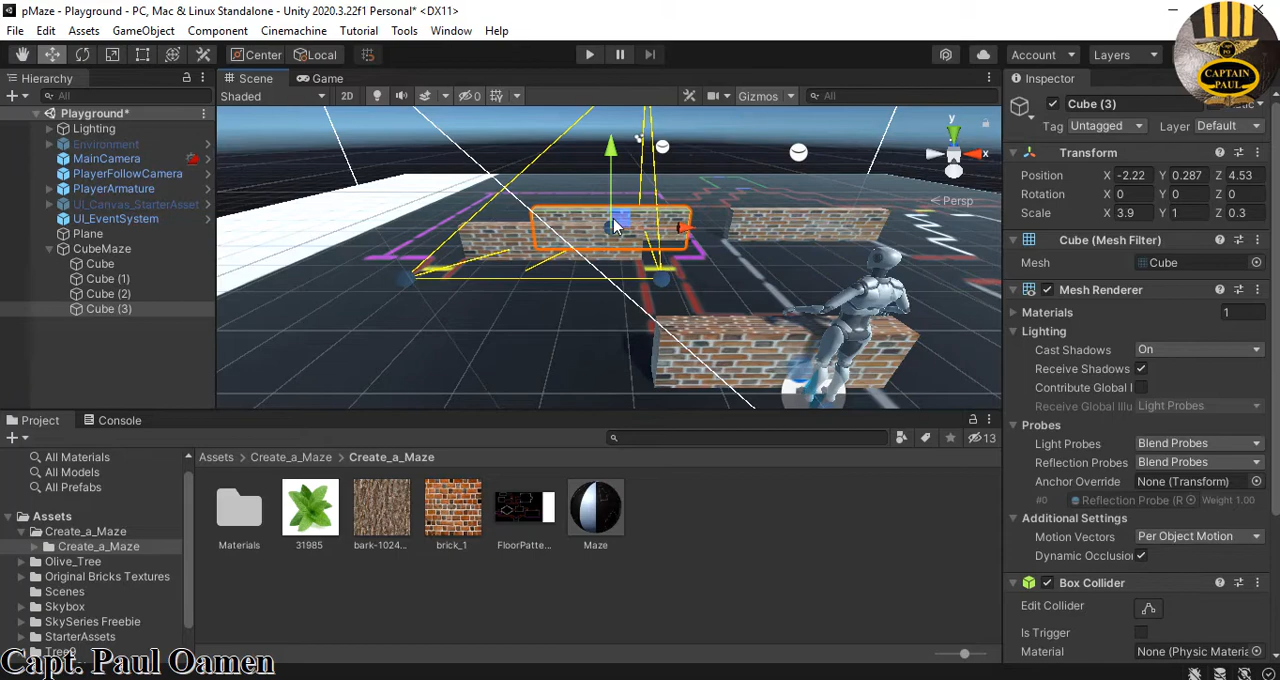 pMaze - Playground - PC, Mac & Linux Standalone - Unity 2020.3.22f1 Personal* <DX11>
File Edit Assets GameObject Component Cinemachine Tutorial Tools Window Help
Center Local Account Layers
CAPTAIN PAUL
Hierarchy Scene Game Inspector
All Shaded 2D 0 Gizmos All Cube (3)
Playground*
Tag Untagged Layer Default
Lighting
Environment
MainCamera
PlayerFollowCamera
PlayerArmature
UI_Canvas_StarterAsset
UI_EventSystem
Plane
CubeMaze
Cube
Cube (1)
Cube (2)
Cube (3)
y
x
Persp
Transform
Position X -2.22 Y 0.287 Z 4.53
Rotation X 0 Y 0 Z 0
Scale X 3.9 Y 1 Z 0.3
Cube (Mesh Filter)
Mesh Cube
Mesh Renderer
Materials 1
Lighting
Cast Shadows On
Receive Shadows
Contribute Global I
Receive Global Illu Light Probes
Probes
Light Probes Blend Probes
Reflection Probes Blend Probes
Anchor Override None (Transform)
#0 Reflection Probe (R Weight 1.00
Additional Settings
Motion Vectors Per Object Motion
Dynamic Occlusion
Box Collider
Edit Collider
Is Trigger
Material None (Physic Materia
Project Console
13
All Materials
All Models
All Prefabs
Assets
Create_a_Maze
Create_a_Maze
Olive_Tree
Original Bricks Textures
Scenes
Skybox
SkySeries Freebie
StarterAssets
Tree9
Assets > Create_a_Maze > Create_a_Maze
Materials 31985 bark-1024... brick_1 FloorPatte... Maze
Capt. Paul Oamen